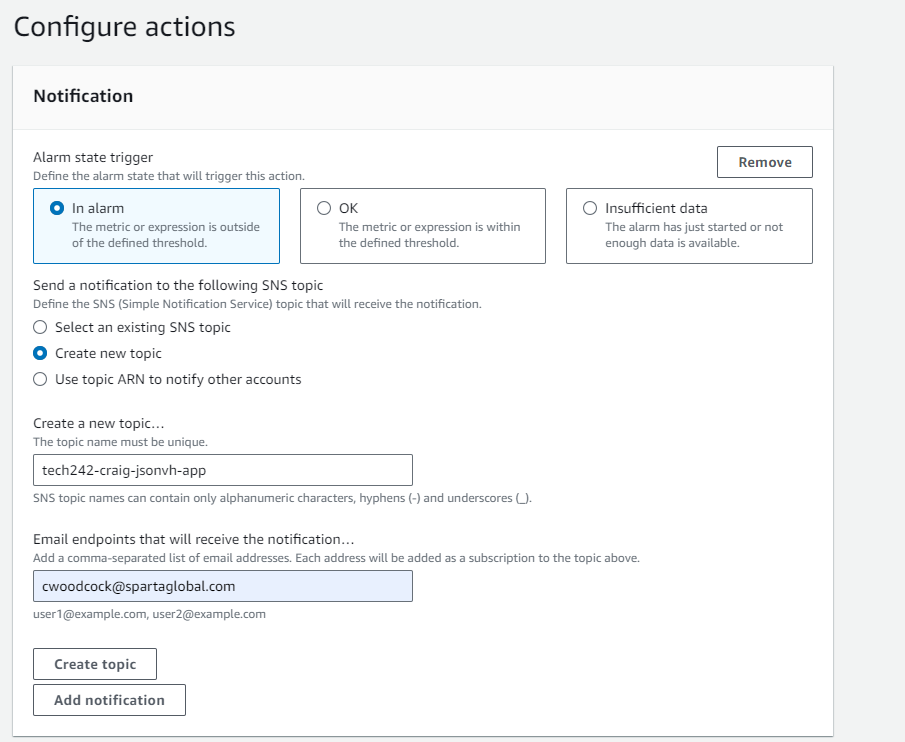 Configure actions
Notification
Alarm state trigger
Define the alarm state that will trigger this action.
Remove
In alarm
The metric or expression is outside
of the defined threshold.
OK
The metric or expression is within
the defined threshold.
Insufficient data
The alarm has just started or not
enough data is available.
Send a notification to the following SNS topic
Define the SNS (Simple Notification Service) topic that will receive the notification.
Select an existing SNS topic
Create new topic
Use topic ARN to notify other accounts
Create a new topic…
The topic name must be unique.
tech242-craig-jsonvh-app
SNS topic names can contain only alphanumeric characters, hyphens (-) and underscores (_).
Email endpoints that will receive the notification…
Add a comma-separated list of email addresses. Each address will be added as a subscription to the topic above.
cwoodcock@spartaglobal.com
user1@example.com, user2@example.com
Create topic
Add notification